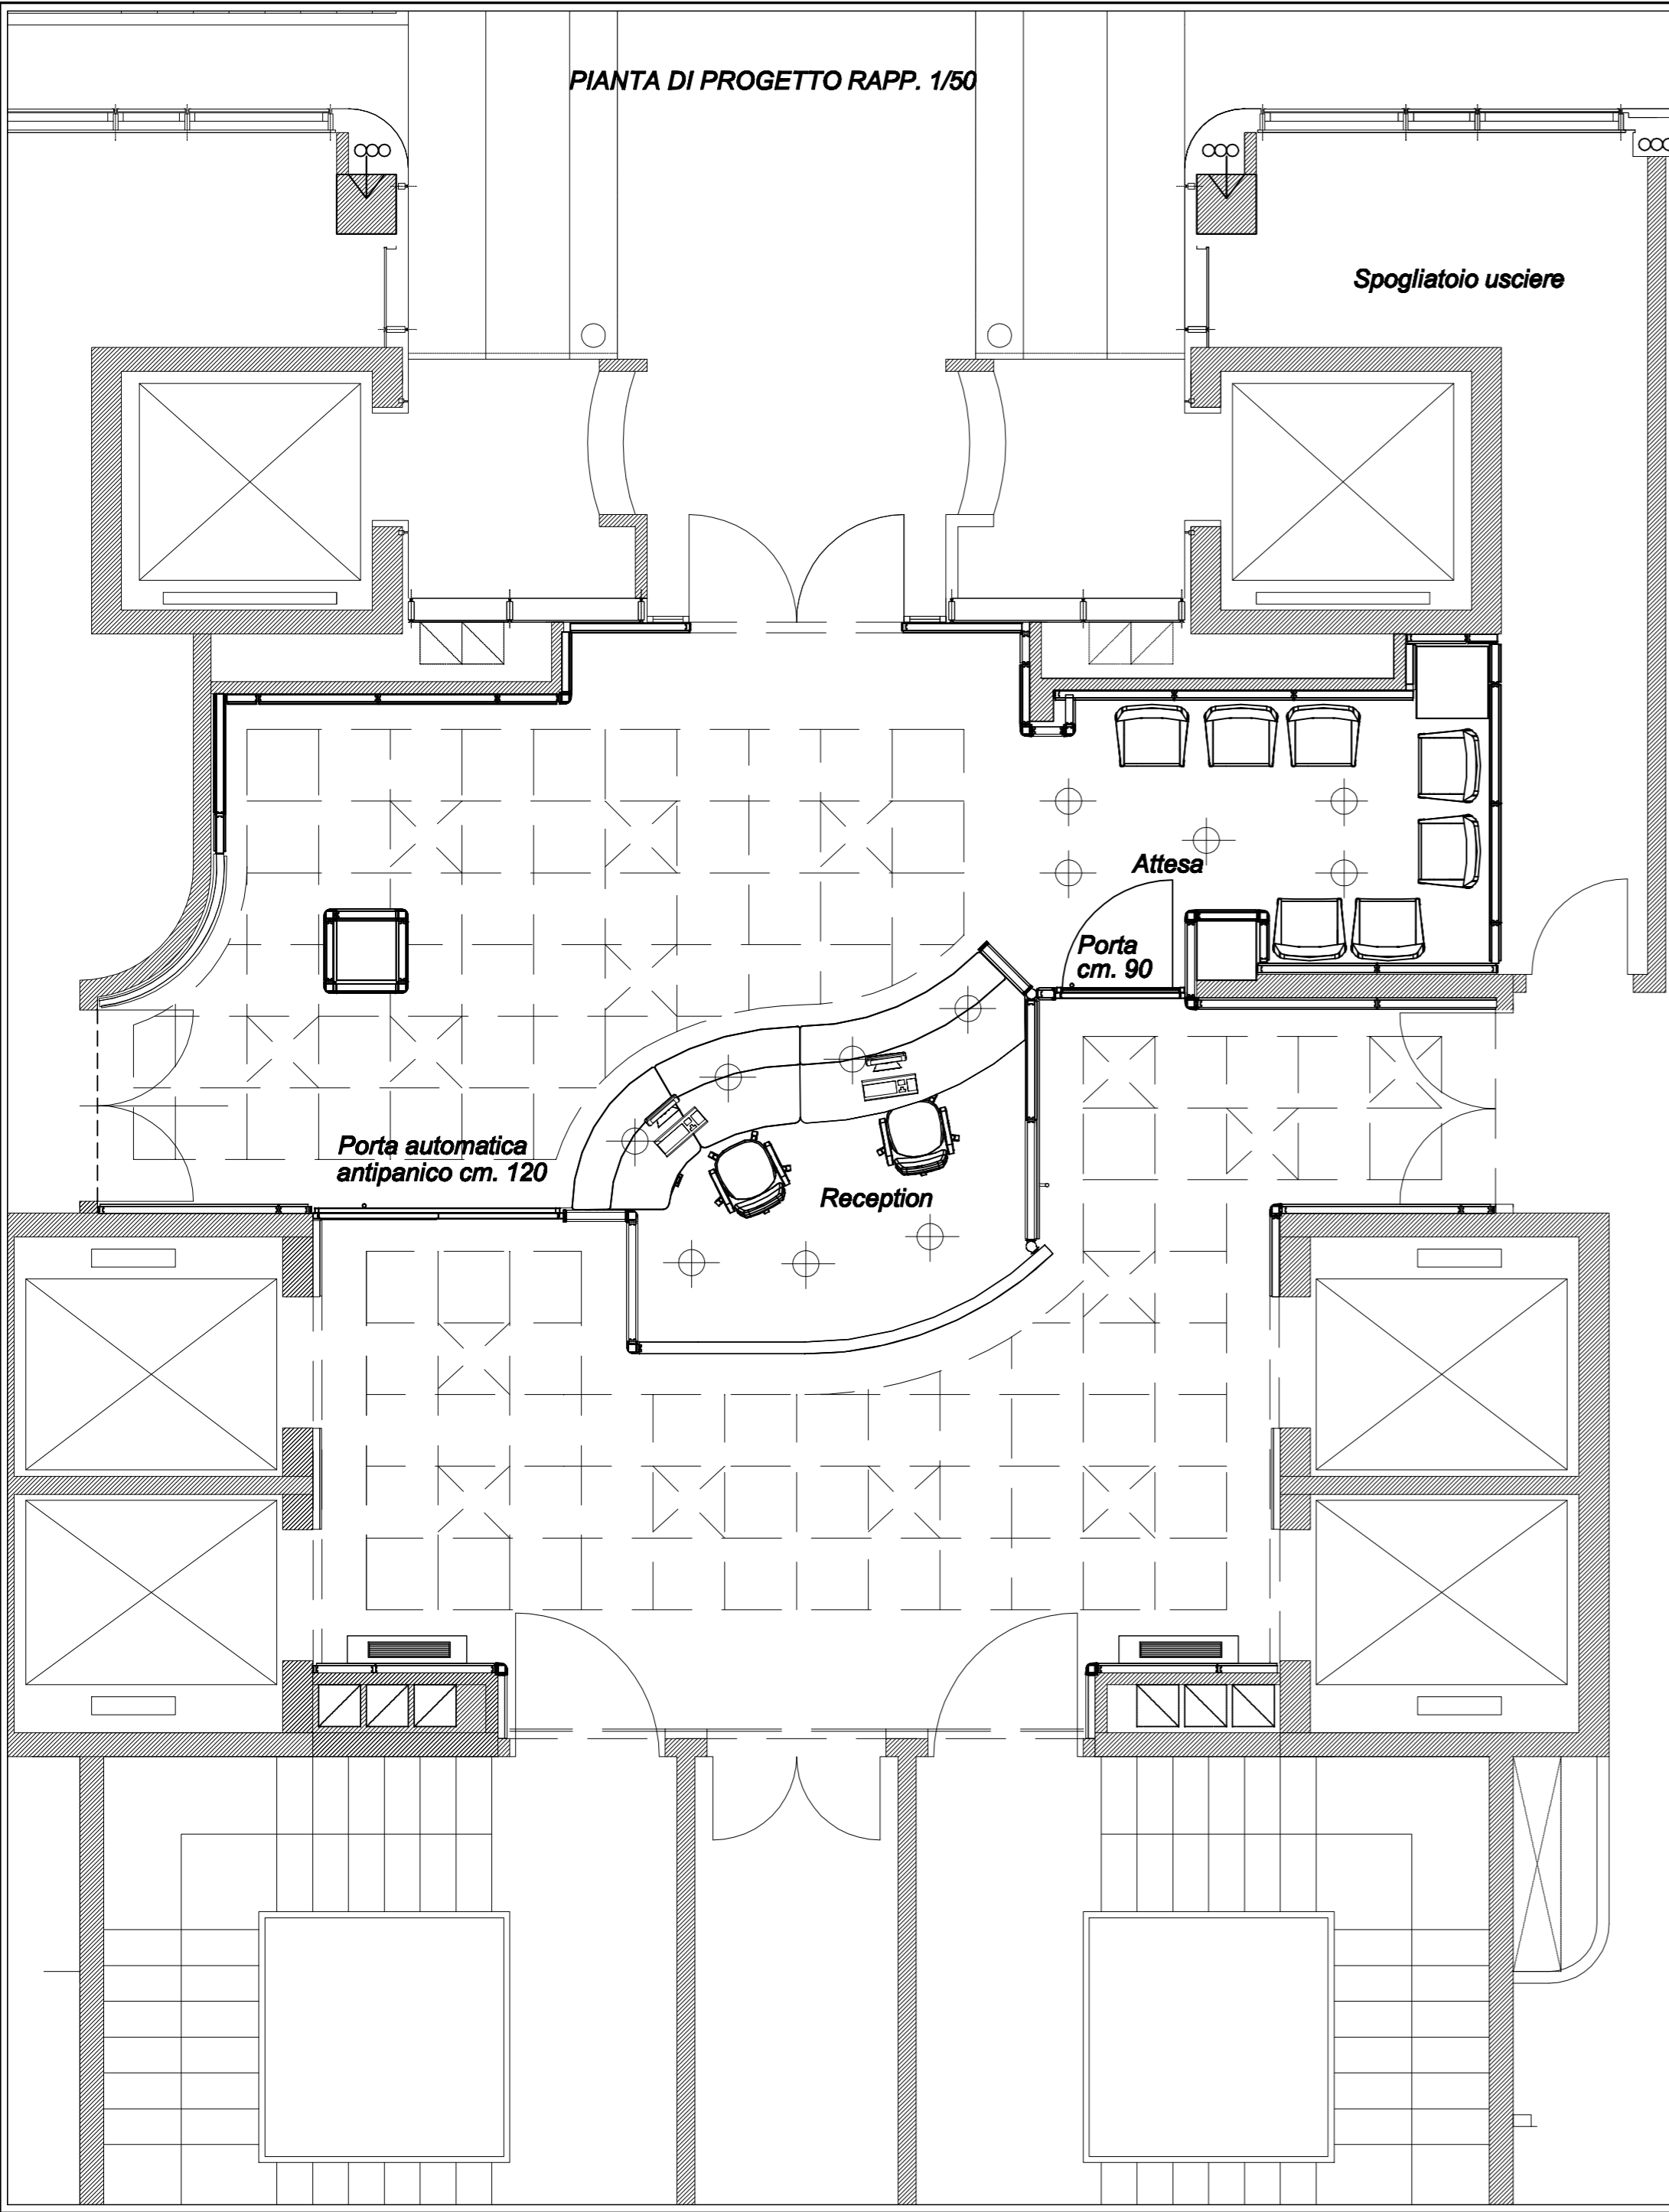 PIANTA DI PROGETTO RAPP. 1/50
Spogliatoio usciere
Attesa
Porta
cm. 90
Porta automatica
antipanico cm. 120
Reception